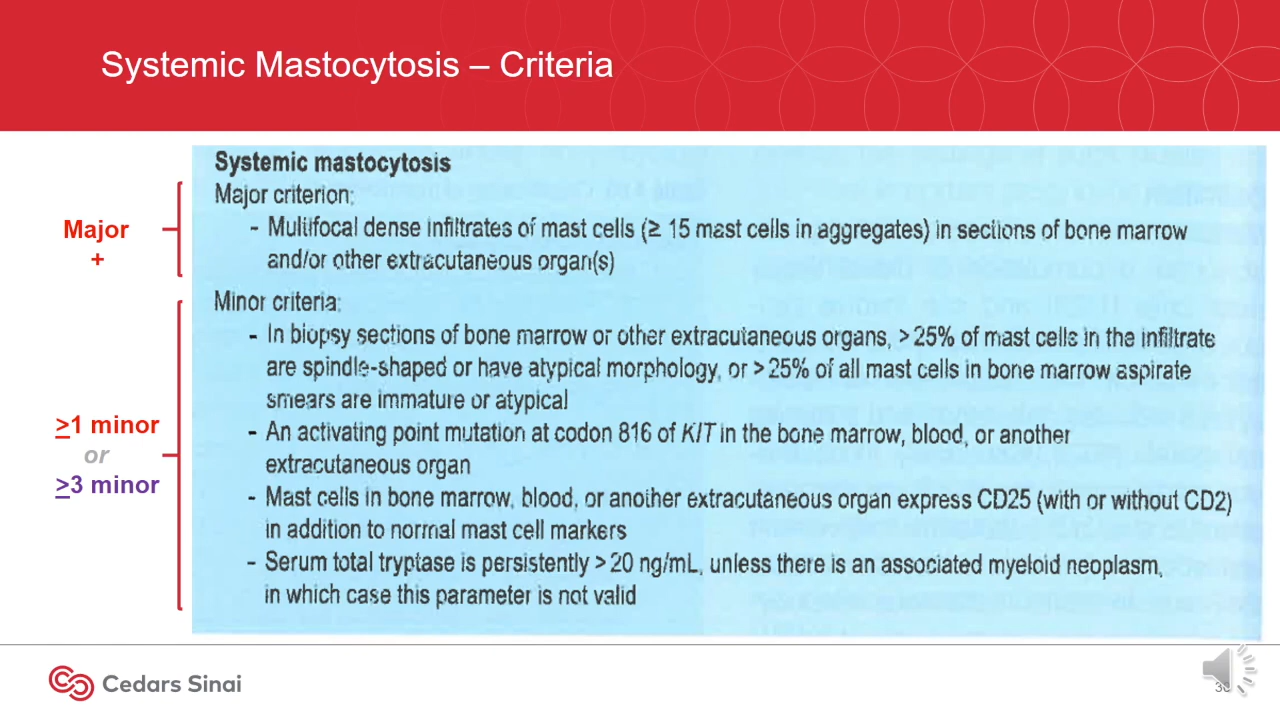 Systemic Mastocytosis – Criteria
Systemic mastocytosis
Major criterion:
Major
+
- Multifocal dense infiltrates of mast cells (≥ 15 mast cells in aggregates) in sections of bone marrow
and/or other extracutaneous organ(s)
Minor criteria:
- In biopsy sections of bone marrow or other extracutaneous organs, > 25% of mast cells in the infiltrate
are spindle-shaped or have atypical morphology, or > 25% of all mast cells in bone marrow aspirate
smears are immature or atypical
≥1 minor
or
≥3 minor
- An activating point mutation at codon 816 of KIT in the bone marrow, blood, or another
extracutaneous organ
- Mast cells in bone marrow, blood, or another extracutaneous organ express CD25 (with or without CD2)
in addition to normal mast cell markers
- Serum total tryptase is persistently > 20 ng/mL, unless there is an associated myeloid neoplasm,
in which case this parameter is not valid
Cedars Sinai